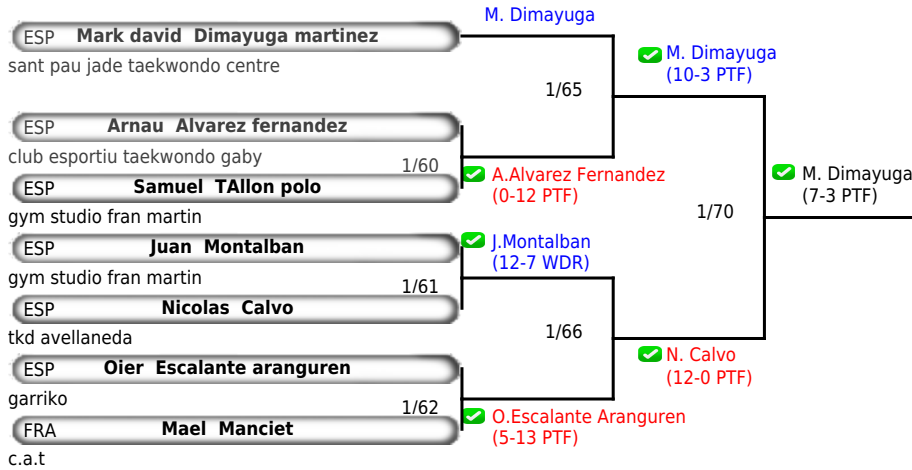 M. Dimayuga
ESP Mark david Dimayuga martinez
sant pau jade taekwondo centre
M. Dimayuga
(10-3 PTF)
1/65
ESP Arnau Alvarez fernandez
club esportiu taekwondo gaby
1/60
A.Alvarez Fernandez
(0-12 PTF)
ESP Samuel TAllon polo
gym studio fran martin
M. Dimayuga
(7-3 PTF)
1/70
ESP Juan Montalban
gym studio fran martin
J.Montalban
(12-7 WDR)
1/61
ESP Nicolas Calvo
tkd avellaneda
1/66
N. Calvo
(12-0 PTF)
ESP Oier Escalante aranguren
garriko
1/62
O.Escalante Aranguren
(5-13 PTF)
FRA Mael Manciet
c.a.t